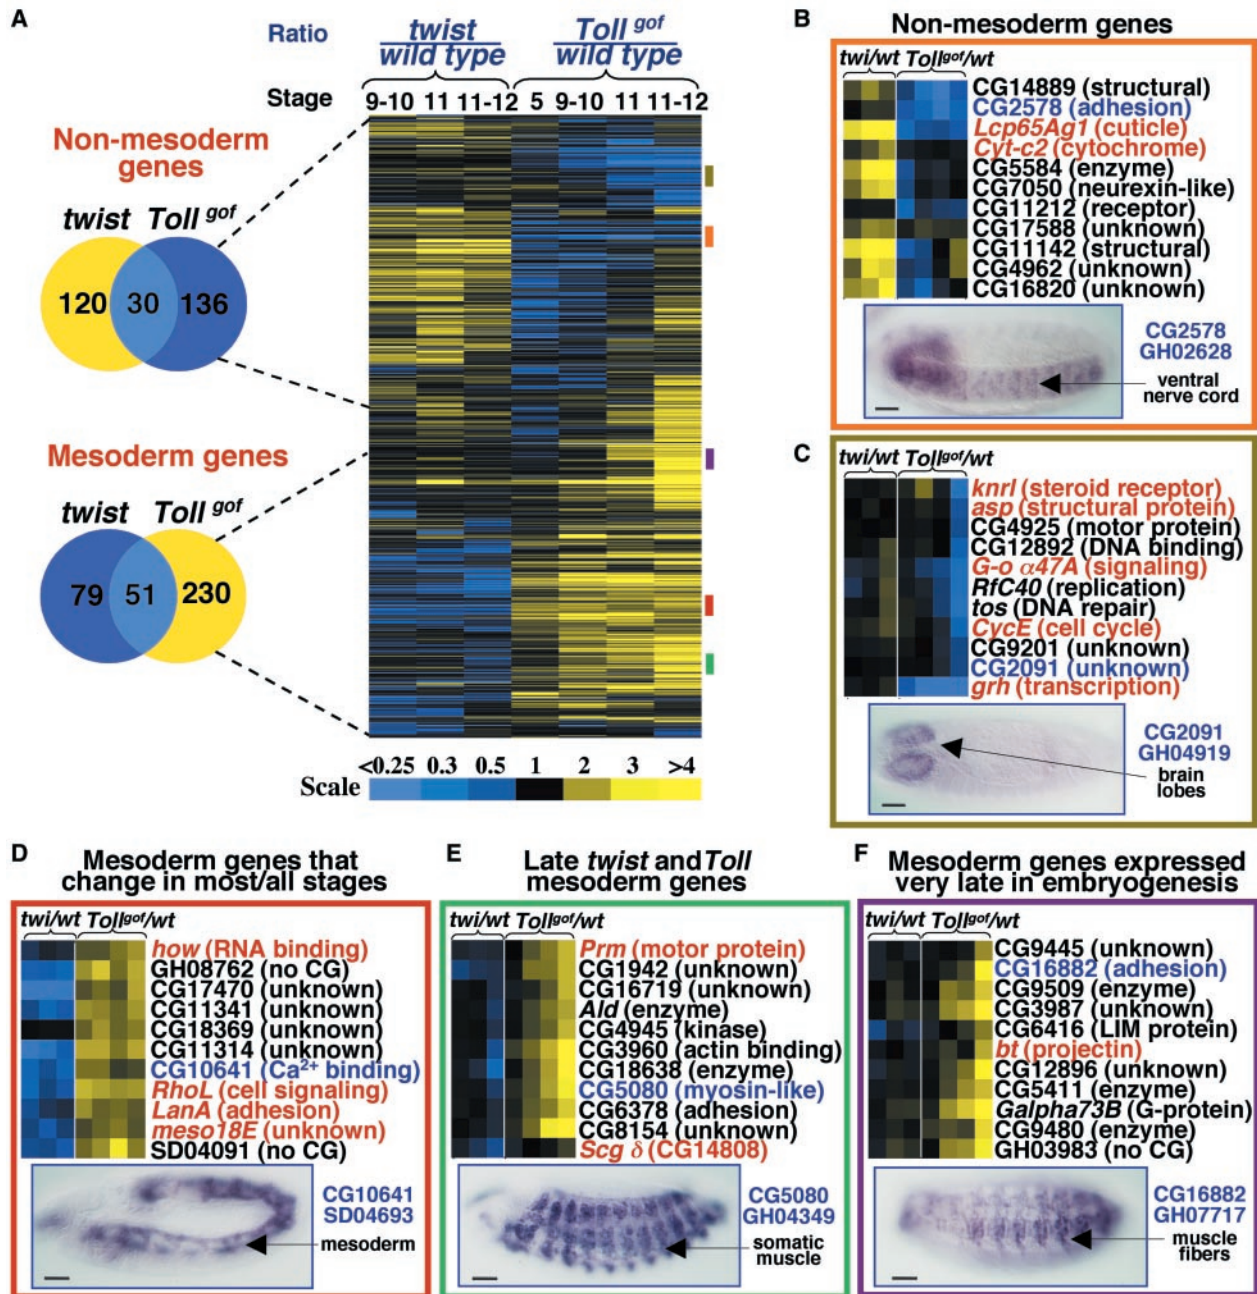 A
Ratio
twist
wild type
Toll gof
wild type
Stage
9-10 11 11-12 5 9-10 11 11-12
Non-mesoderm
genes
twist Toll gof
120 30 136
Mesoderm genes
twist Toll gof
79 51 230
<0.25 0.3 0.5 1 2 3 >4
Scale
B
Non-mesoderm genes
twi/wt Toll gof/wt
CG14889 (structural)
CG2578 (adhesion)
Lcp65Ag1 (cuticle)
Cyt-c2 (cytochrome)
CG5584 (enzyme)
CG7050 (neurexin-like)
CG11212 (receptor)
CG17588 (unknown)
CG11142 (structural)
CG4962 (unknown)
CG16820 (unknown)
CG2578
GH02628
ventral
nerve cord
C
twi/wt Toll gof/wt
knrl (steroid receptor)
asp (structural protein)
CG4925 (motor protein)
CG12892 (DNA binding)
G-o α47A (signaling)
RfC40 (replication)
tos (DNA repair)
CycE (cell cycle)
CG9201 (unknown)
CG2091 (unknown)
grh (transcription)
CG2091
GH04919
brain
lobes
D
Mesoderm genes that
change in most/all stages
twi/wt Toll gof/wt
how (RNA binding)
GH08762 (no CG)
CG17470 (unknown)
CG11341 (unknown)
CG18369 (unknown)
CG11314 (unknown)
CG10641 (Ca2+ binding)
RhoL (cell signaling)
LanA (adhesion)
meso18E (unknown)
SD04091 (no CG)
CG10641
SD04693
mesoderm
E
Late twist and Toll
mesoderm genes
twi/wt Toll gof/wt
Prm (motor protein)
CG1942 (unknown)
CG16719 (unknown)
Ald (enzyme)
CG4945 (kinase)
CG3960 (actin binding)
CG18638 (enzyme)
CG5080 (myosin-like)
CG6378 (adhesion)
CG8154 (unknown)
Scg δ (CG14808)
CG5080
GH04349
somatic
muscle
F
Mesoderm genes expressed
very late in embryogenesis
twi/wt Toll gof/wt
CG9445 (unknown)
CG16882 (adhesion)
CG9509 (enzyme)
CG3987 (unknown)
CG6416 (LIM protein)
bt (projectin)
CG12896 (unknown)
CG5411 (enzyme)
Galpha73B (G-protein)
CG9480 (enzyme)
GH03983 (no CG)
CG16882
GH07717
muscle
fibers